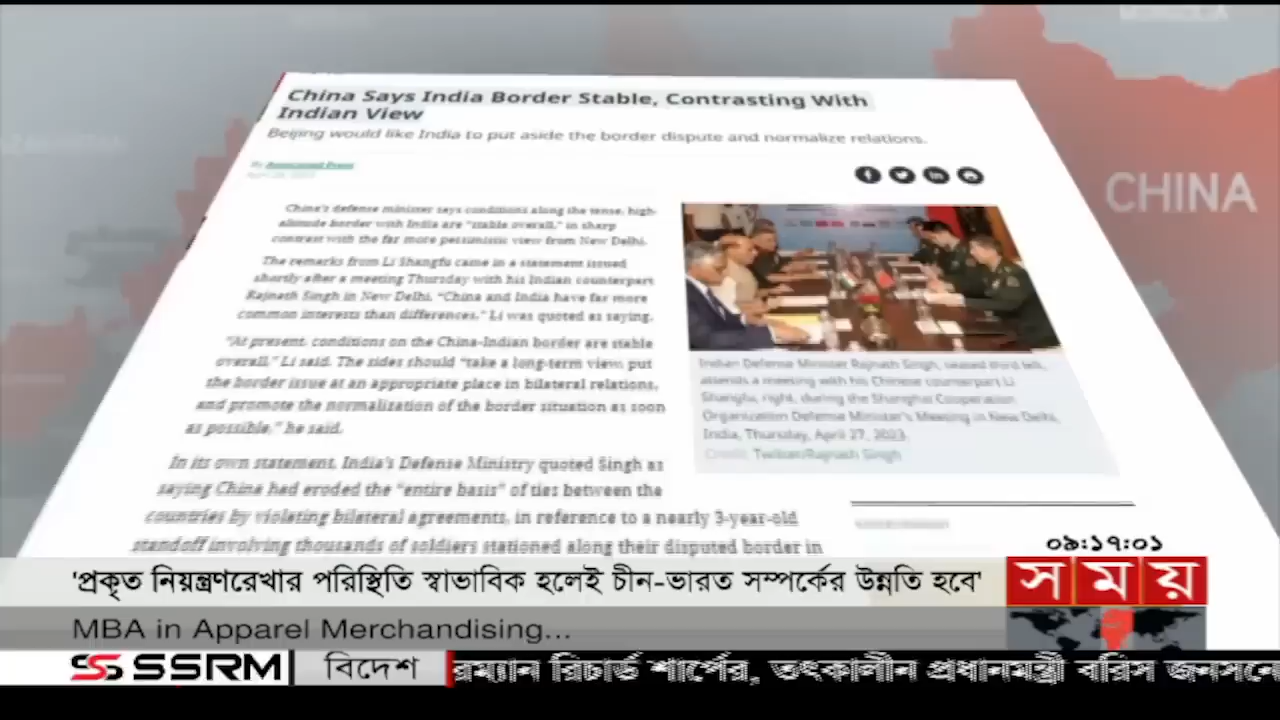 China Says India Border Stable, Contrasting With
Indian View
Beijing would like India to put aside the border dispute and normalize relations.
By Associated Press
China's defense minister says conditions along the tense, high-
altitude border with India are "stable overall," in sharp
contrast with the far more pessimistic view from New Delhi.
The remarks from Li Shangfu came in a statement issued
shortly after a meeting Thursday with his Indian counterpart
Rajnath Singh in New Delhi. "China and India have far more
common interests than differences," Li was quoted as saying.
"At present, conditions on the China-Indian border are stable
overall," Li said. The sides should "take a long-term view, put
the border issue at an appropriate place in bilateral relations,
and promote the normalization of the border situation as soon
as possible," he said.
In its own statement, India's Defense Ministry quoted Singh as
saying China had eroded the "entire basis" of ties between the
countries by violating bilateral agreements, in reference to a nearly 3-year-old
standoff involving thousands of soldiers stationed along their disputed border in
Indian Defense Minister Rajnath Singh, seated third left,
attends a meeting with his Chinese counterpart Li
Shangfu, right, during the Shanghai Cooperation
Organization Defense Minister's Meeting in New Delhi,
India, Thursday, April 27, 2023.
Credit: Twitter/Rajnath Singh
CHINA
০৯:১৭:০১
সময়
'প্রকৃত নিয়ন্ত্রণরেখার পরিস্থিতি স্বাভাবিক হলেই চীন-ভারত সম্পর্কের উন্নতি হবে'
MBA in Apparel Merchandising...
SSRM
বিদেশ
রম্যান রিচার্ড শার্পের, তৎকালীন প্রধানমন্ত্রী বরিস জনসনে